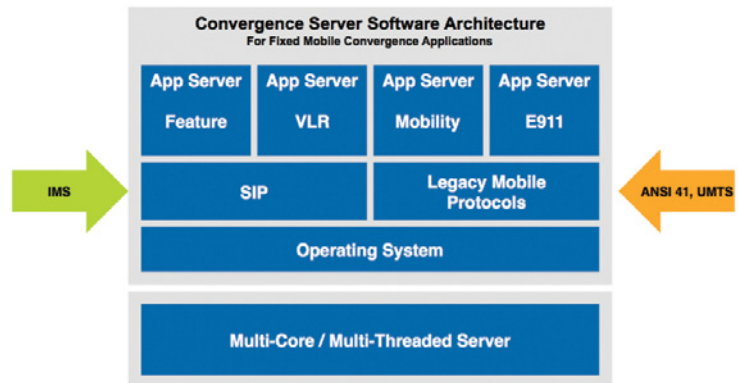 Convergence Server Software Architecture
For Fixed Mobile Convergence Applications
App Server
Feature
App Server
VLR
App Server
Mobility
App Server
E911
IMS
SIP
Legacy Mobile
Protocols
ANSI 41, UMTS
Operating System
Multi-Core / Multi-Threaded Server